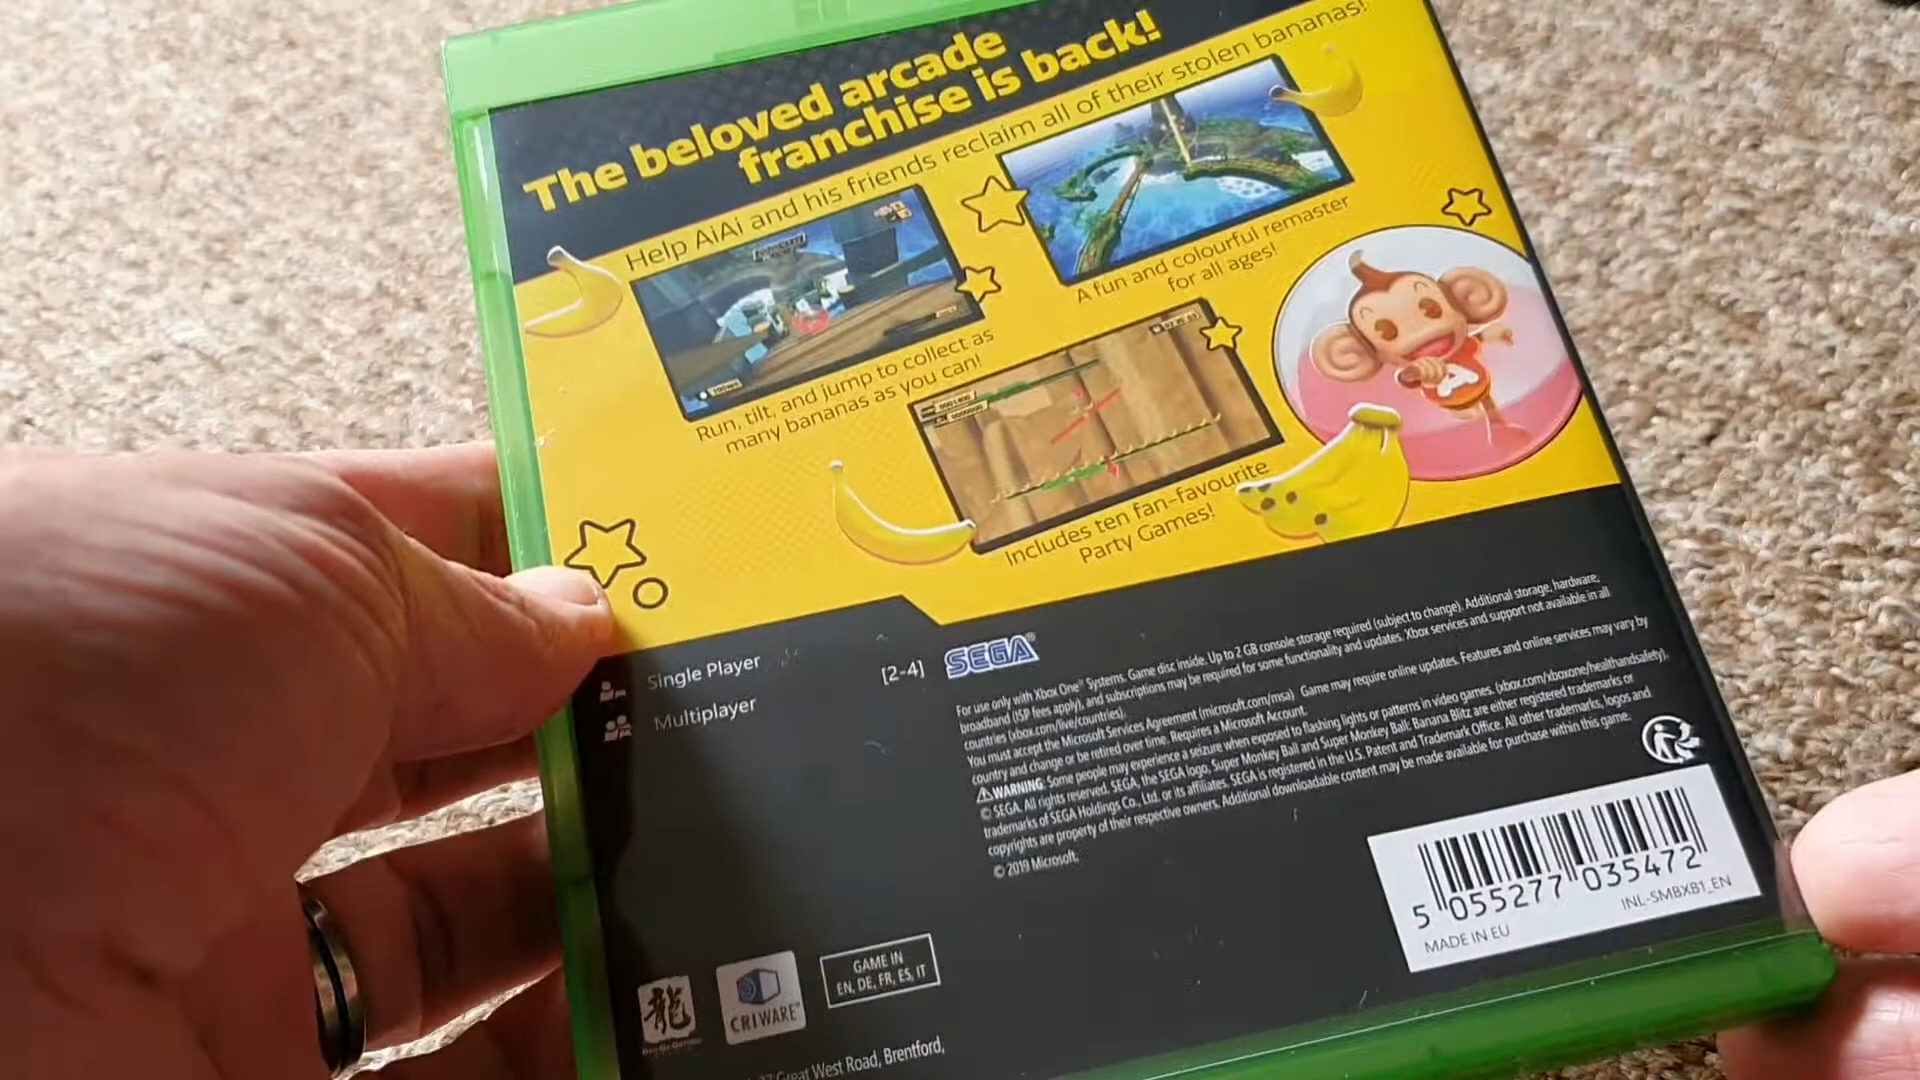 The beloved arcade
franchise is back!
Help AiAi and his friends reclaim all of their stolen bananas!
A fun and colourful remaster
for all ages!
Run, tilt, and jump to collect as
many bananas as you can!
Includes ten fan-favourite
Party Games!
Single Player
Multiplayer [2-4]
SEGA®
For use only with Xbox One® Systems. Game disc inside. Up to 2 GB console storage required (subject to change). Additional storage, hardware,
broadband (ISP fees apply), and subscriptions may be required for some functionality and updates. Xbox services and support not available in all
countries (xbox.com/live/countries).
You must accept the Microsoft Services Agreement (microsoft.com/msa) Game may require online updates. Features and online services may vary by
country and change or be retired over time. Requires a Microsoft Account.
WARNING: Some people may experience a seizure when exposed to flashing lights or patterns in video games. (xbox.com/xboxone/healthandsafety).
© SEGA. All rights reserved. SEGA, the SEGA logo, Super Monkey Ball and Super Monkey Ball: Banana Blitz are either registered trademarks or
trademarks of SEGA Holdings Co., Ltd. or its affiliates. SEGA is registered in the U.S. Patent and Trademark Office. All other trademarks, logos and
copyrights are property of their respective owners. Additional downloadable content may be made available for purchase within this game.
© 2019 Microsoft.
5 055277 035472
INL-SMBXB1_EN
MADE IN EU
龍
CRIWARE™
GAME IN
EN, DE, FR, ES, IT
Great West Road, Brentford,